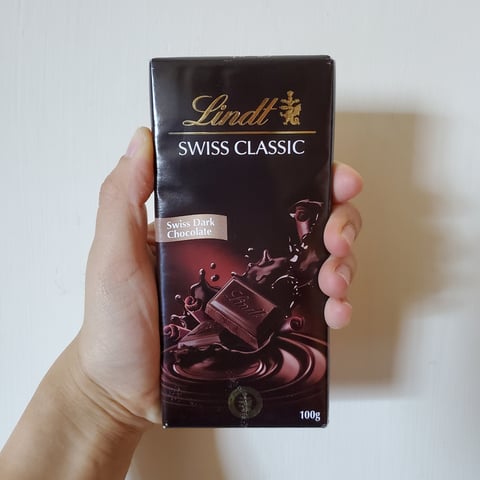 Lindt
SWISS CLASSIC
Swiss Dark
Chocolate
Lindt
100g